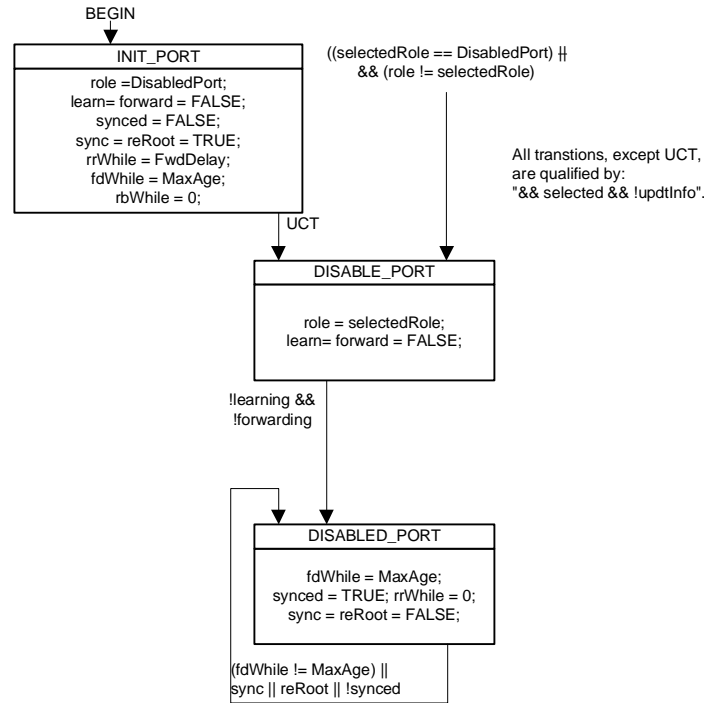 BEGIN
INIT_PORT
role =DisabledPort;
learn= forward = FALSE;
synced = FALSE;
sync = reRoot = TRUE;
rrWhile = FwdDelay;
fdWhile = MaxAge;
rbWhile = 0;
((selectedRole == DisabledPort) ||
&& (role != selectedRole)
All transtions, except UCT,
are qualified by:
"&& selected && !updtInfo".
UCT
DISABLE_PORT
role = selectedRole;
learn= forward = FALSE;
!learning &&
!forwarding
DISABLED_PORT
fdWhile = MaxAge;
synced = TRUE; rrWhile = 0;
sync = reRoot = FALSE;
(fdWhile != MaxAge) ||
sync || reRoot || !synced